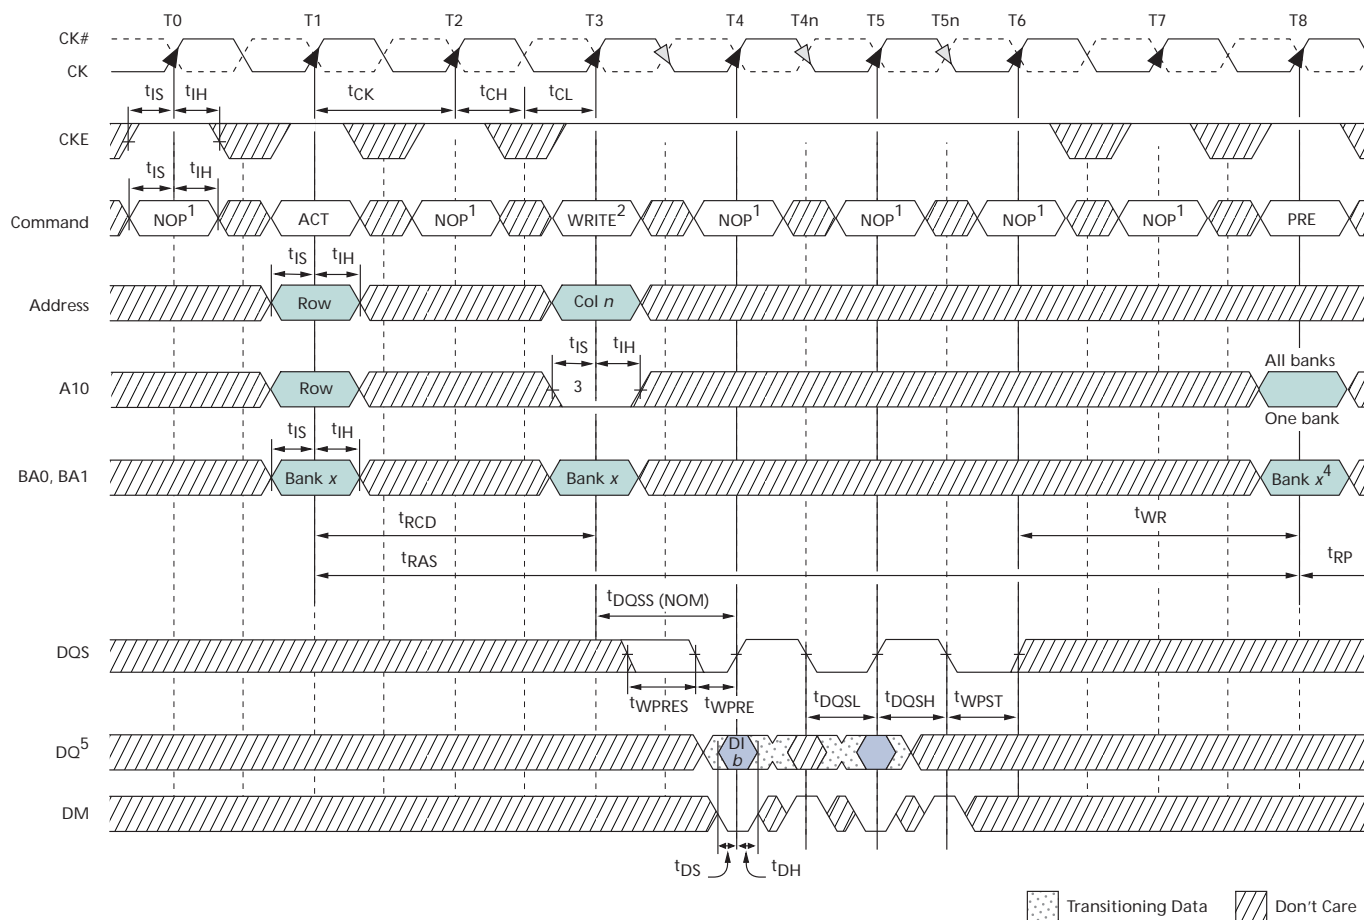 T0 T1 T2 T3 T4 T4n T5 T5n T6 T7 T8
CK#
CK
tIS tIH tCK tCH tCL
CKE
tIS tIH
Command NOP1 ACT NOP1 WRITE2 NOP1 NOP1 NOP1 NOP1 PRE
tIS tIH
Address Row Col n
tIS tIH
All banks
A10 Row 3
One bank
tIS tIH
BA0, BA1 Bank x Bank x Bank x4
tRCD tWR
tRAS tRP
tDQSS (NOM)
DQS
tWPRES tWPRE tDQSL tDQSH tWPST
DQ5 DI
b
DM
tDS tDH
Transitioning Data Don't Care